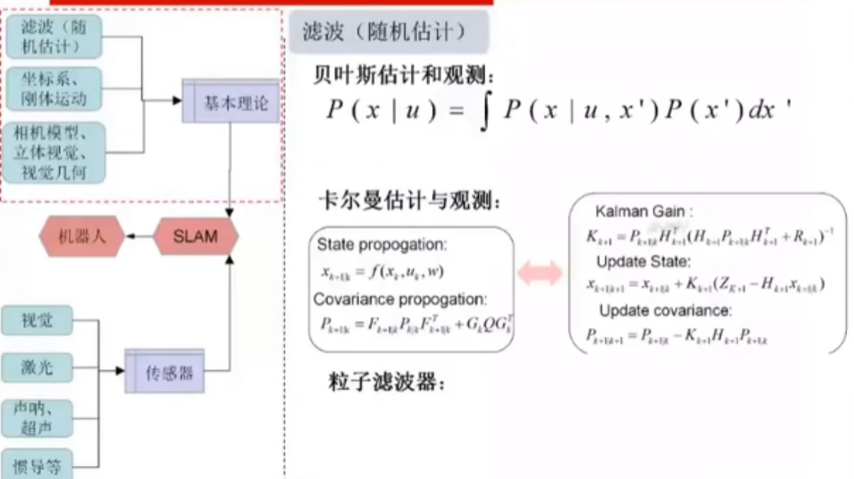 滤波（随
机估计）
坐标系、
刚体运动
相机模型、
立体视觉、
视觉几何
基本理论
机器人
SLAM
视觉
激光
声呐、
超声
惯导等
传感器
滤波（随机估计）
贝叶斯估计和观测：
P ( x | u ) = ∫ P ( x | u , x ' ) P ( x ' ) dx '
卡尔曼估计与观测：
State propogation:
x_{k+1|k} = f(x_k, u_k, w)
Covariance propogation:
P_{k+1|k} = F_{k+1|k} P_{k|k} F_{k+1|k}^T + G_k Q G_k^T
Kalman Gain :
K_{k+1} = P_{k+1|k} H_{k+1}^T (H_{k+1} P_{k+1|k} H_{k+1}^T + R_{k+1})^{-1}
Update State:
x_{k+1|k+1} = x_{k+1|k} + K_{k+1}(Z_{K+1} − H_{k+1} x_{k+1|k})
Update covariance:
P_{k+1|k+1} = P_{k+1|k} − K_{k+1} H_{k+1} P_{k+1|k}
粒子滤波器：